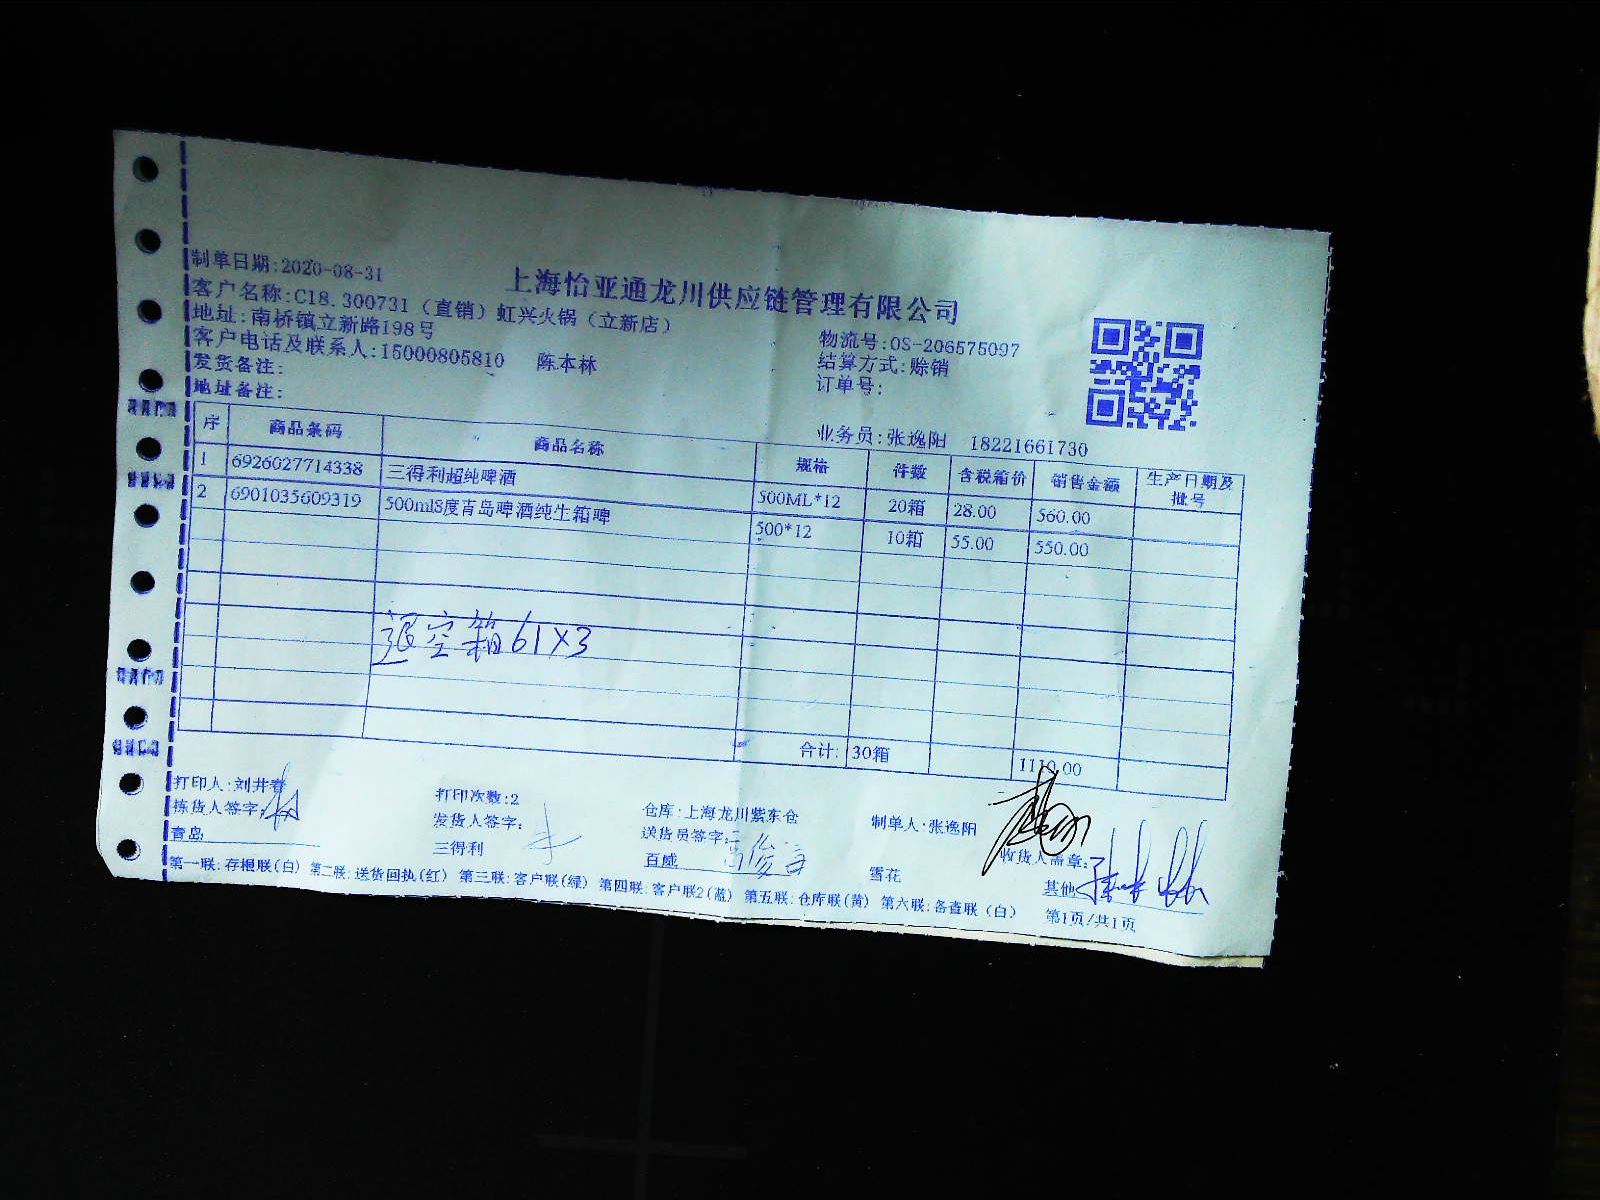 制单日期:2020-08-31
上海怡亚通龙川供应链管理有限公司
客户名称:C18.300731（直销）虹兴火锅（立新店）
地址:南桥镇立新路198号
物流号:OS-206575097
客户电话及联系人:15000805810 陈本林
结算方式:赊销
发货备注:
订单号:
地址备注:
业务员:张逸阳 18221661730
序 商品条码 商品名称 规格 件数 含税箱价 销售金额 生产日期及批号
1 6926027714338 三得利超纯啤酒 500ML*12 20箱 28.00 560.00
2 6901035609319 500ml8度青岛啤酒纯生箱啤 500*12 10箱 55.00 550.00
退空箱61×3
合计: 30箱 1110.00
打印人:刘井春 打印次数:2 仓库:上海龙川紫东仓 制单人:张逸阳
拣货人签字: 发货人签字: 送货员签字: 收货人盖章:
青岛 三得利 百威 雪花 其他
第一联:存根联(白) 第二联:送货回执(红) 第三联:客户联(绿) 第四联:客户联2(蓝) 第五联:仓库联(黄) 第六联:备查联(白) 第1页/共1页